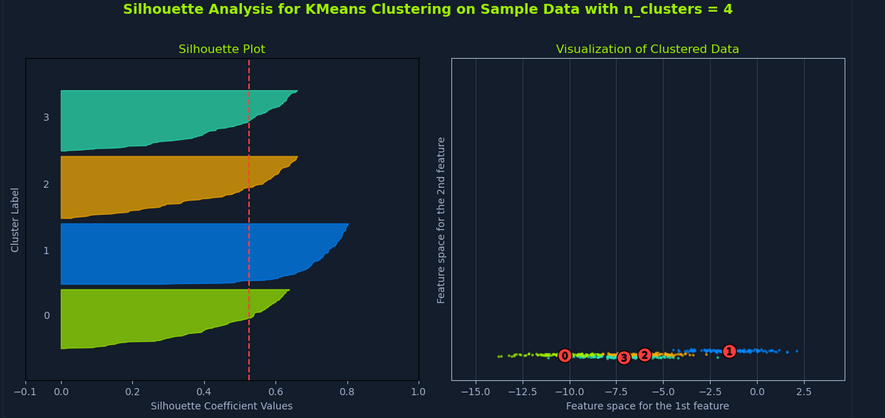 Silhouette Analysis for KMeans Clustering on Sample Data with n_clusters = 4
Silhouette Plot
Cluster Label
3
2
1
0
−0.1 0.0 0.2 0.4 0.6 0.8 1.0
Silhouette Coefficient Values
Visualization of Clustered Data
Feature space for the 2nd feature
0 3 2 1
−15.0 −12.5 −10.0 −7.5 −5.0 −2.5 0.0 2.5
Feature space for the 1st feature